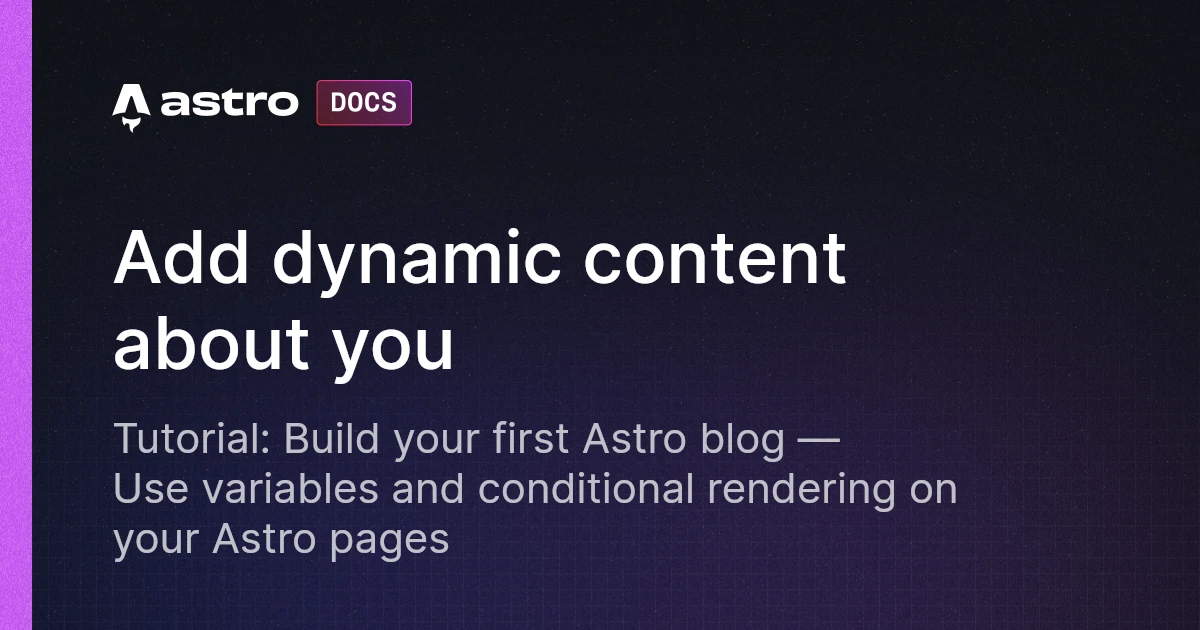 astro DOCS
Add dynamic content
about you
Tutorial: Build your first Astro blog —
Use variables and conditional rendering on
your Astro pages